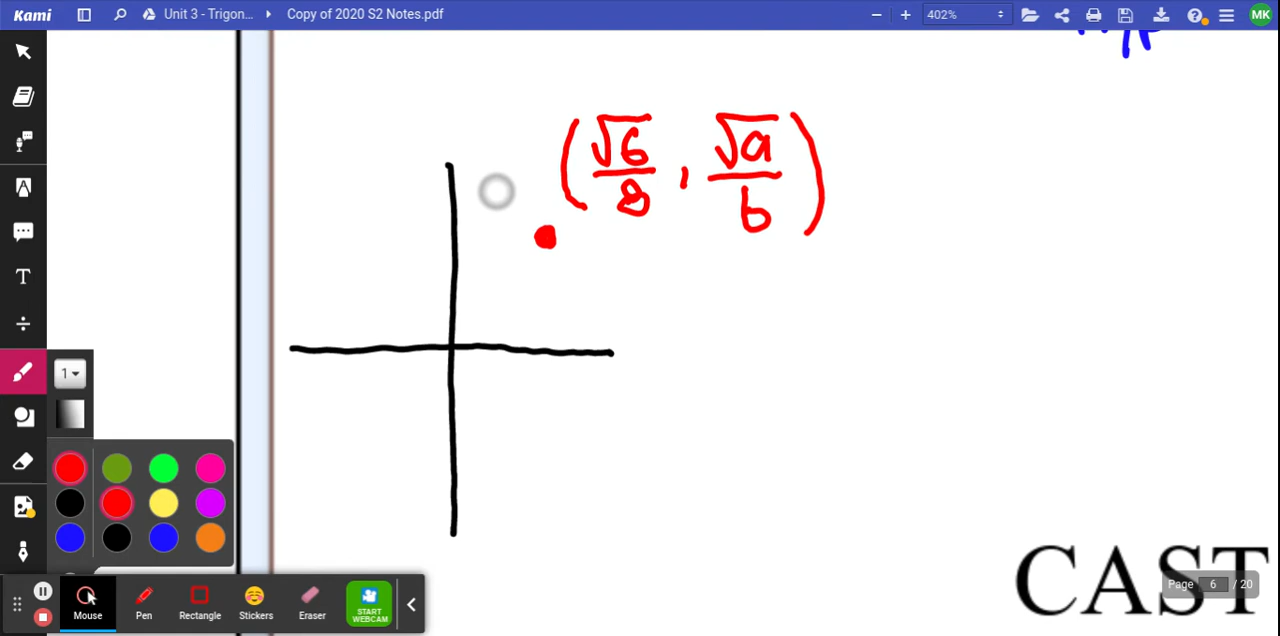 Kami Unit 3 - Trigon... Copy of 2020 S2 Notes.pdf 402% MK
(√6/8, √a/b)
T
1
CAST
Page 6 / 20
Mouse Pen Rectangle Stickers Eraser START WEBCAM